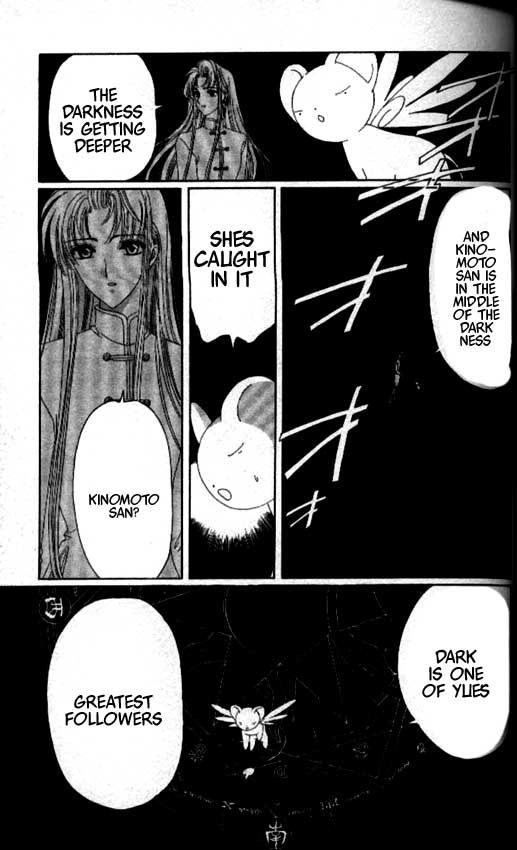 THE
DARKNESS
IS GETTING
DEEPER
AND
KINO-
MOTO
SAN IS
IN THE
MIDDLE
OF THE
DARK
NESS
SHES
CAUGHT
IN IT
KINOMOTO
SAN?
DARK
IS ONE
OF YUES
GREATEST
FOLLOWERS
南